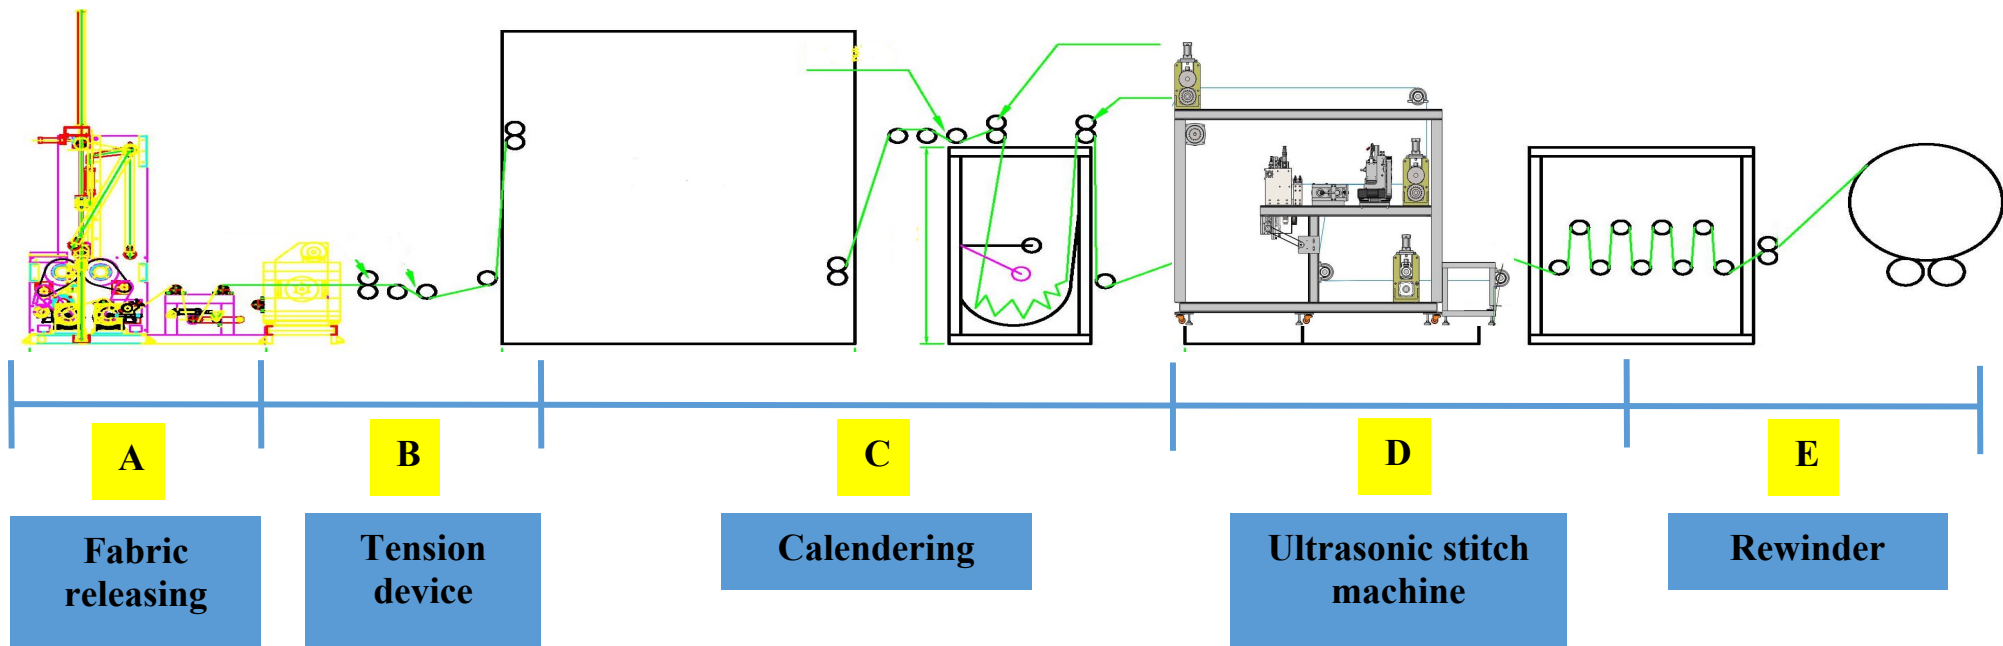 A
B
C
D
E
Fabric
releasing
Tension
device
Calendering
Ultrasonic stitch
machine
Rewinder